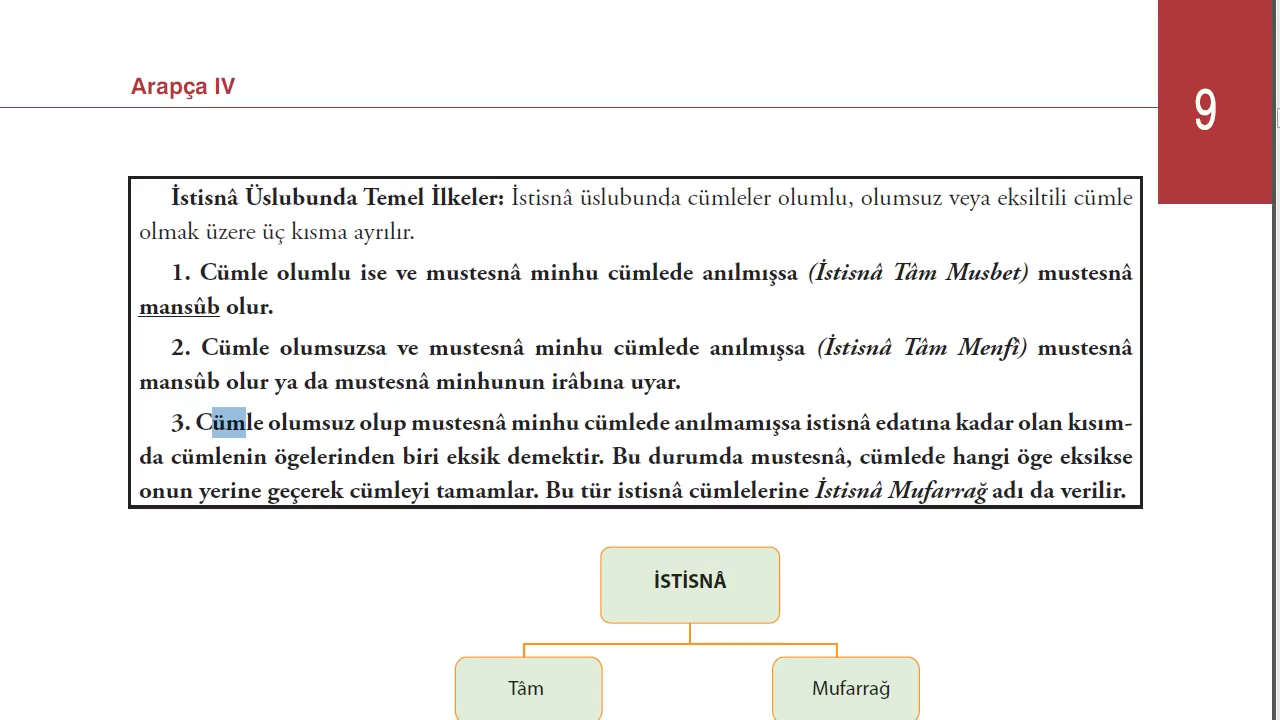 Arapça IV
9
İstisnâ Üslubunda Temel İlkeler: İstisnâ üslubunda cümleler olumlu, olumsuz veya eksiltili cümle
olmak üzere üç kısma ayrılır.
1. Cümle olumlu ise ve mustesnâ minhu cümlede anılmışsa (İstisnâ Tâm Musbet) mustesnâ
mansûb olur.
2. Cümle olumsuzsa ve mustesnâ minhu cümlede anılmışsa (İstisnâ Tâm Menfî) mustesnâ
mansûb olur ya da mustesnâ minhunun irâbına uyar.
3. Cümle olumsuz olup mustesnâ minhu cümlede anılmamışsa istisnâ edatına kadar olan kısım-
da cümlenin ögelerinden biri eksik demektir. Bu durumda mustesnâ, cümlede hangi öge eksikse
onun yerine geçerek cümleyi tamamlar. Bu tür istisnâ cümlelerine İstisnâ Mufarrağ adı da verilir.
İSTİSNÂ
Tâm
Mufarrağ